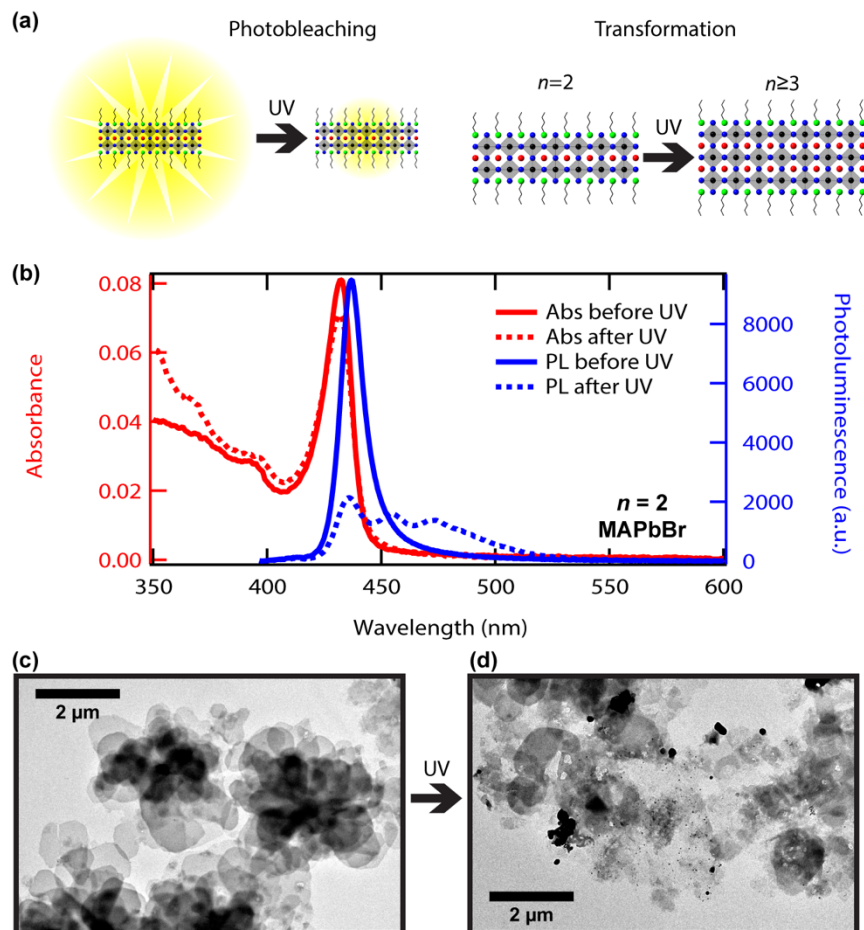 (a)
Photobleaching
Transformation
n=2
n≥3
UV
UV
(b)
0.08
0.06
0.04
0.02
0.00
Absorbance
Abs before UV
Abs after UV
PL before UV
PL after UV
n = 2
MAPbBr
8000
6000
4000
2000
0
Photoluminescence (a.u.)
350
400
450
500
550
600
Wavelength (nm)
(c)
(d)
2 µm
UV
2 µm